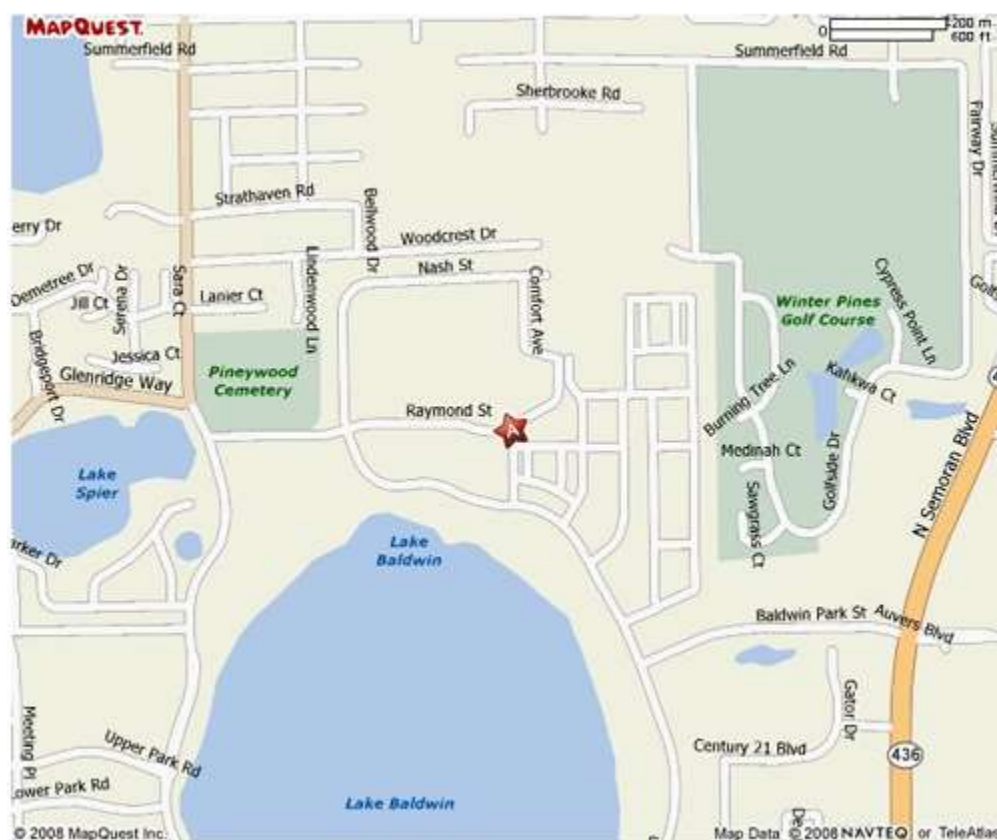 MAPQUEST.
0
200 m
600 ft
Summerfield Rd
Summerfield Rd
Sherbrooke Rd
Fairway Dr
Strathaven Rd
Bellwood Dr
erry Dr
Woodcrest Dr
Lindenwood Ln
Nash St
Demetree Dr
Serena Dr
Sara Ct
Jill Ct
Lanier Ct
Comfort Ave
Cypress Point Ln
Winter Pines
Golf Course
Jessica Ct
Glenridge Way
Bridgeport Dr
Pineywood
Cemetery
Kahkwa Ct
Burning Tree Ln
Raymond St
A
Medinah Ct
Golfside Dr
N Semoran Blvd
Lake
Spier
Sawgrass Ct
Lake
Baldwin
arker Dr
Baldwin Park St
Auvers Blvd
Gator Dr
Meeting Pl
Upper Park Rd
Century 21 Blvd
436
Lower Park Rd
Lake Baldwin
© 2008 MapQuest Inc.
Map Data © 2008 NAVTEQ or TeleAtlas